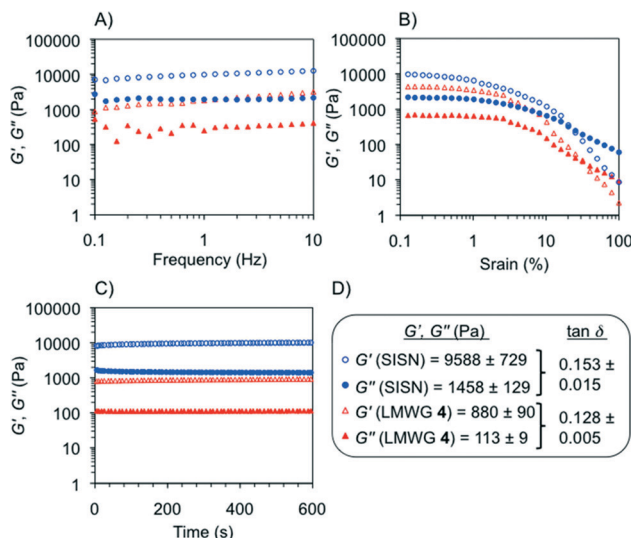 A)
B)
100000
10000
1000
100
10
1
G', G'' (Pa)
0.1
1
10
Frequency (Hz)
100000
10000
1000
100
10
1
G', G'' (Pa)
0.1
1
10
100
Srain (%)
C)
D)
100000
10000
1000
100
10
1
G', G'' (Pa)
0
200
400
600
Time (s)
G', G'' (Pa)
tan δ
G' (SISN) = 9588 ± 729
G'' (SISN) = 1458 ± 129
0.153 ±
0.015
G' (LMWG 4) = 880 ± 90
G'' (LMWG 4) = 113 ± 9
0.128 ±
0.005